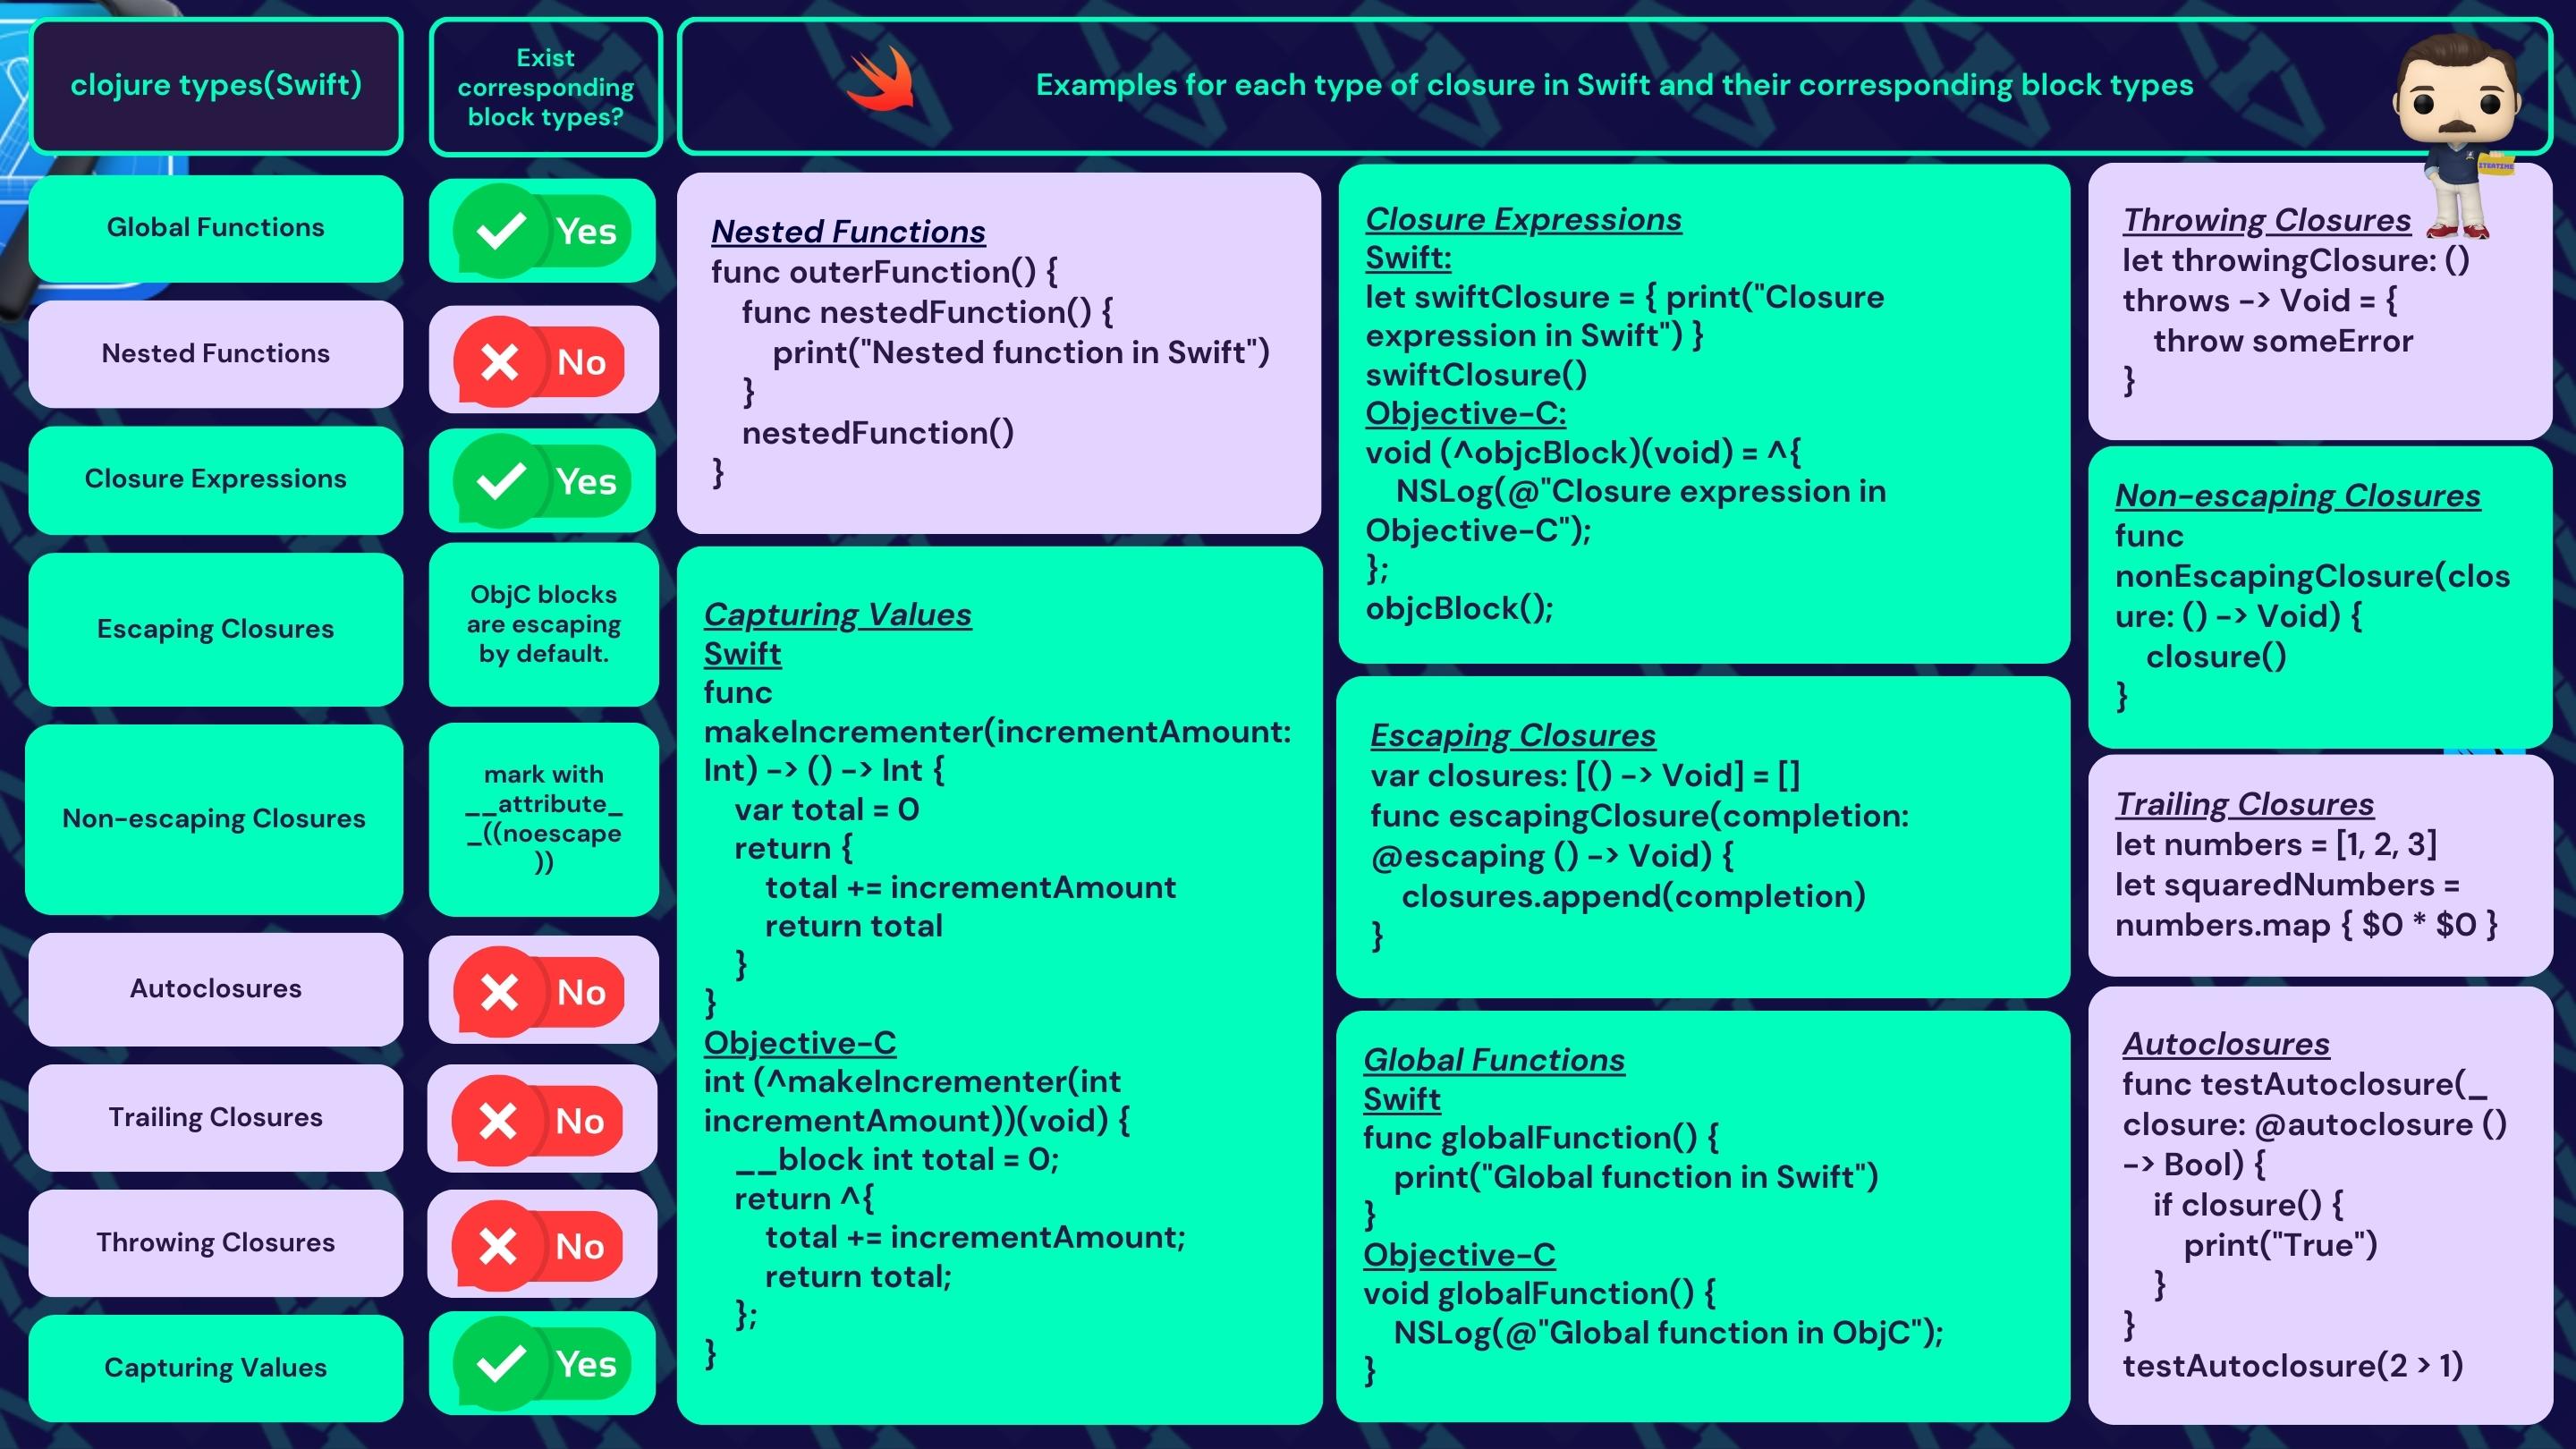 clojure types(Swift)
Exist
corresponding
block types?
Examples for each type of closure in Swift and their corresponding block types
Global Functions
Yes
Nested Functions
No
Closure Expressions
Yes
Escaping Closures
ObjC blocks
are escaping
by default.
Non-escaping Closures
mark with
__attribute_
_((noescape
))
Autoclosures
No
Trailing Closures
No
Throwing Closures
No
Capturing Values
Yes
Nested Functions
func outerFunction() {
    func nestedFunction() {
        print("Nested function in Swift")
    }
    nestedFunction()
}
Capturing Values
Swift
func
makeIncrementer(incrementAmount:
Int) -> () -> Int {
    var total = 0
    return {
        total += incrementAmount
        return total
    }
}
Objective-C
int (^makeIncrementer(int
incrementAmount))(void) {
    __block int total = 0;
    return ^{
        total += incrementAmount;
        return total;
    };
}
Closure Expressions
Swift:
let swiftClosure = { print("Closure
expression in Swift") }
swiftClosure()
Objective-C:
void (^objcBlock)(void) = ^{
    NSLog(@"Closure expression in
Objective-C");
};
objcBlock();
Escaping Closures
var closures: [() -> Void] = []
func escapingClosure(completion:
@escaping () -> Void) {
    closures.append(completion)
}
Global Functions
Swift
func globalFunction() {
    print("Global function in Swift")
}
Objective-C
void globalFunction() {
    NSLog(@"Global function in ObjC");
}
Throwing Closures
let throwingClosure: ()
throws -> Void = {
    throw someError
}
Non-escaping Closures
func
nonEscapingClosure(clos
ure: () -> Void) {
    closure()
}
Trailing Closures
let numbers = [1, 2, 3]
let squaredNumbers =
numbers.map { $0 * $0 }
Autoclosures
func testAutoclosure(_
closure: @autoclosure ()
-> Bool) {
    if closure() {
        print("True")
    }
}
testAutoclosure(2 > 1)